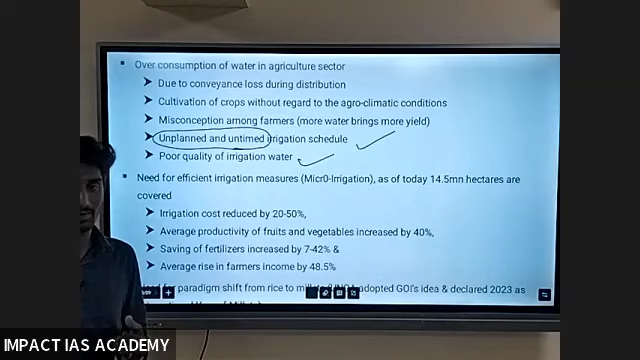 Over consumption of water in agriculture sector
Due to conveyance loss during distribution
Cultivation of crops without regard to the agro-climatic conditions
Misconception among farmers (more water brings more yield)
Unplanned and untimed irrigation schedule
Poor quality of irrigation water
Need for efficient irrigation measures (Micr0-Irrigation), as of today 14.5mn hectares are
covered
Irrigation cost reduced by 20-50%,
Average productivity of fruits and vegetables increased by 40%,
Saving of fertilizers increased by 7-42% &
Average rise in farmers income by 48.5%
for paradigm shift from rice to adopted GOI's idea & declared 2023 as
IMPACT IAS ACADEMY